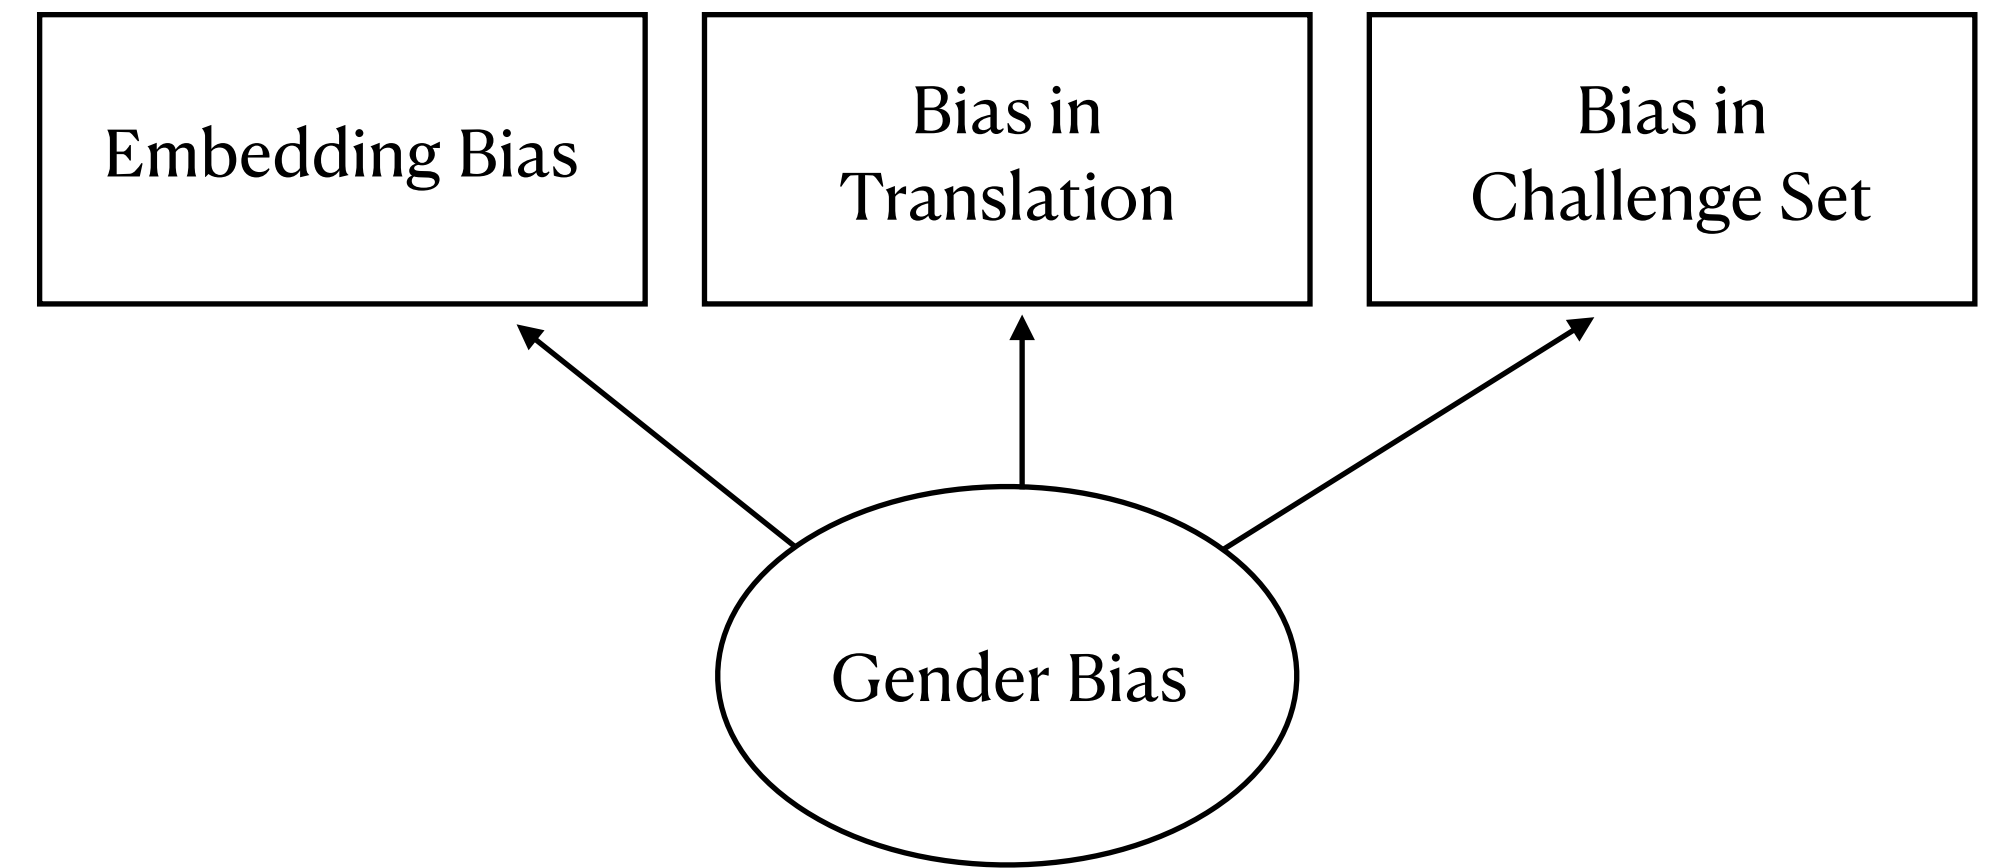 Embedding Bias
Bias in
Translation
Bias in
Challenge Set
Gender Bias